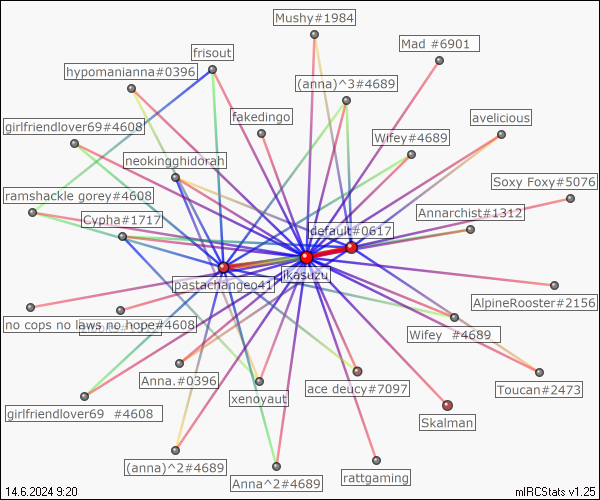 Mushy#1984
Mad #6901
frisout
hypomanianna#0396
(anna)^3#4689
fakedingo
avelicious
girlfriendlover69#4608
Wifey#4689
neokingghidorah
Soxy Foxy#5076
ramshackle gorey#4608
Annarchist#1312
Cypha#1717
default#0617
ikasuzu
pastachangeo41
AlpineRooster#2156
no cops no laws no hope#4608
Wifey  #4689
Anna.#0396
ace deucy#7097
Toucan#2473
xenoyaut
girlfriendlover69  #4608
Skalman
(anna)^2#4689
Anna^2#4689
rattgaming
14.6.2024 9:20
mIRCStats v1.25